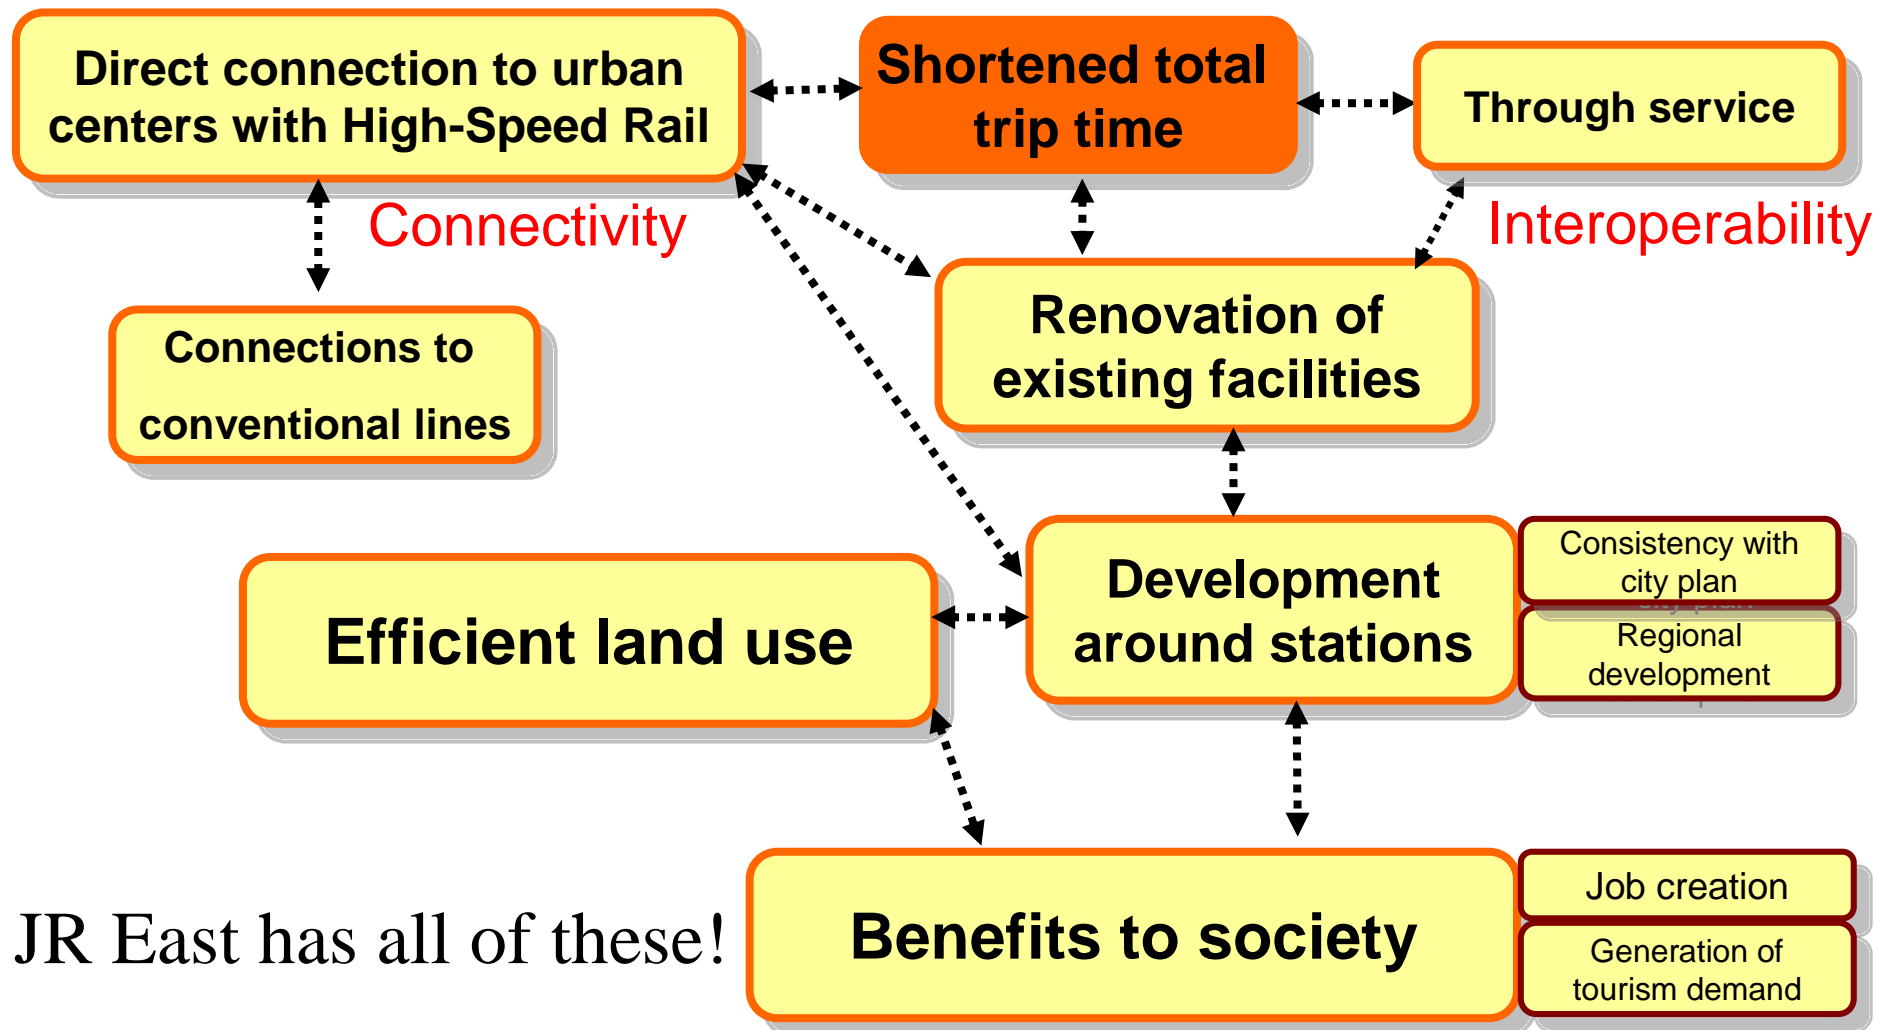 Direct connection to urban
centers with High-Speed Rail
Shortened total
trip time
Through service
Connectivity
Interoperability
Connections to
conventional lines
Renovation of
existing facilities
Efficient land use
Development
around stations
Consistency with
city plan
Regional
development
JR East has all of these!
Benefits to society
Job creation
Generation of
tourism demand